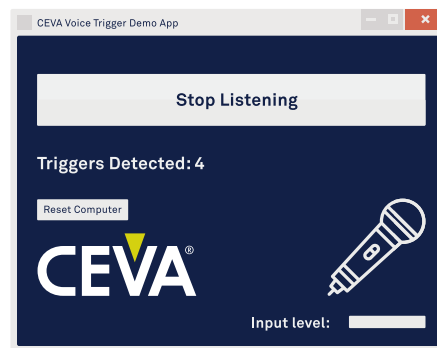 CEVA Voice Trigger Demo App
Stop Listening
Triggers Detected: 4
Reset Computer
CEVA®
Input level: